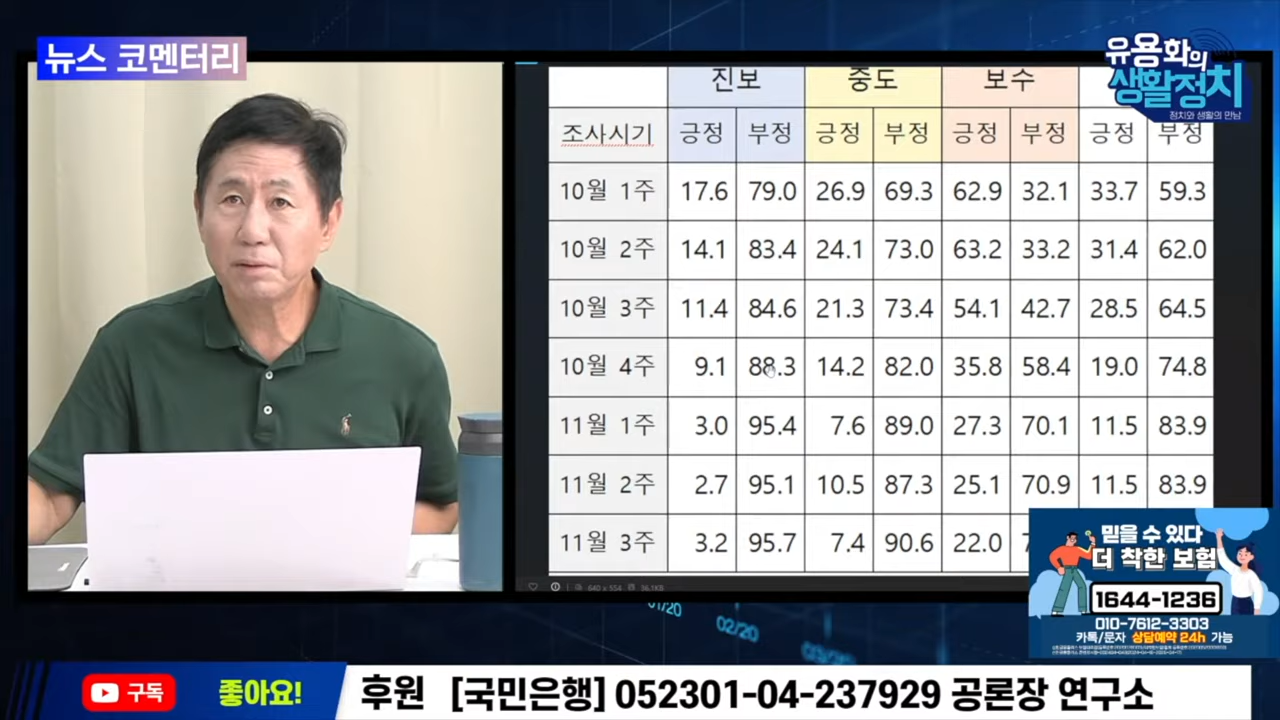 뉴스 코멘터리
유용화의
생활정치
정치와 생활의 만남
진보 중도 보수
조사시기 긍정 부정 긍정 부정 긍정 부정 긍정 부정
10월 1주 17.6 79.0 26.9 69.3 62.9 32.1 33.7 59.3
10월 2주 14.1 83.4 24.1 73.0 63.2 33.2 31.4 62.0
10월 3주 11.4 84.6 21.3 73.4 54.1 42.7 28.5 64.5
10월 4주 9.1 88.3 14.2 82.0 35.8 58.4 19.0 74.8
11월 1주 3.0 95.4 7.6 89.0 27.3 70.1 11.5 83.9
11월 2주 2.7 95.1 10.5 87.3 25.1 70.9 11.5 83.9
11월 3주 3.2 95.7 7.4 90.6 22.0
640 x 554 36.1KB
믿을 수 있다
더 착한 보험
1644-1236
010-7612-3303
카톡/문자 상담예약 24h 가능
01/20
02/20
구독 좋아요! 후원 [국민은행] 052301-04-237929 공론장 연구소